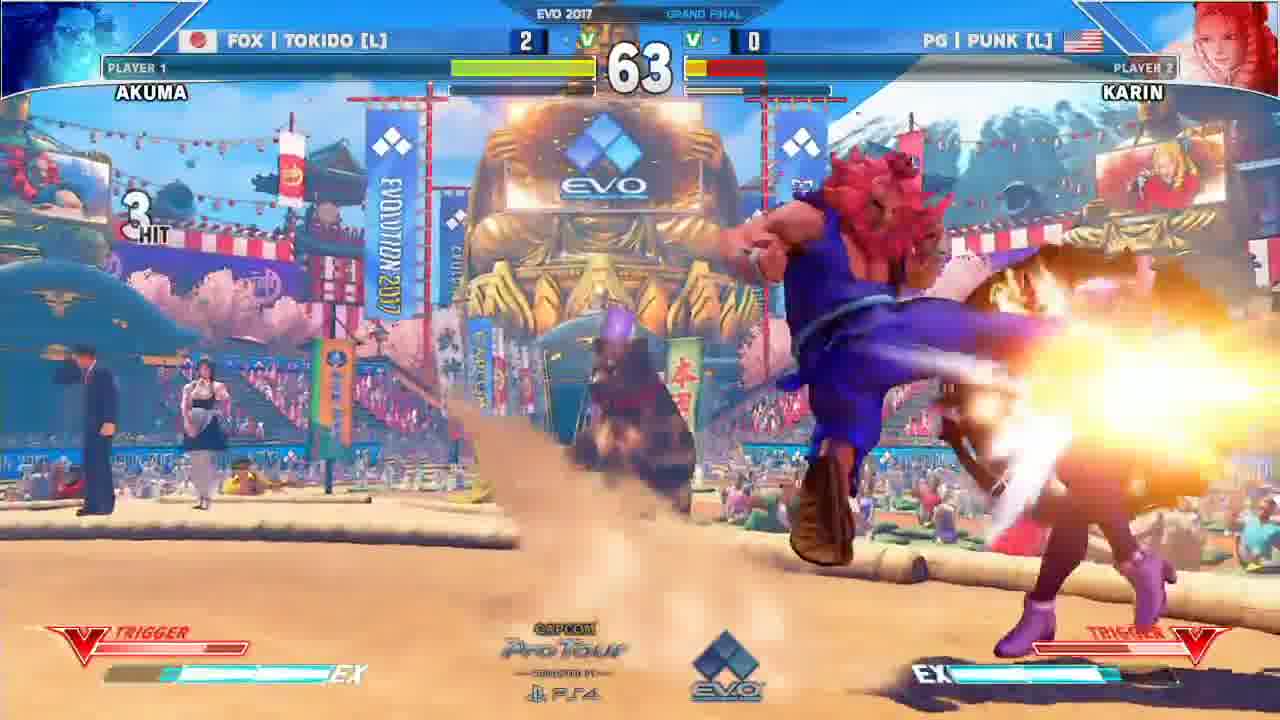 EVO 2017 GRAND FINAL
FOX | TOKIDO [L] 2 V 63 V 0 PG | PUNK [L]
PLAYER 1 PLAYER 2
AKUMA KARIN
EVO
EVOLUTION 2017
3 HIT
本
V TRIGGER TRIGGER V
EX EX
CAPCOM
Pro Tour
PS4
EVO